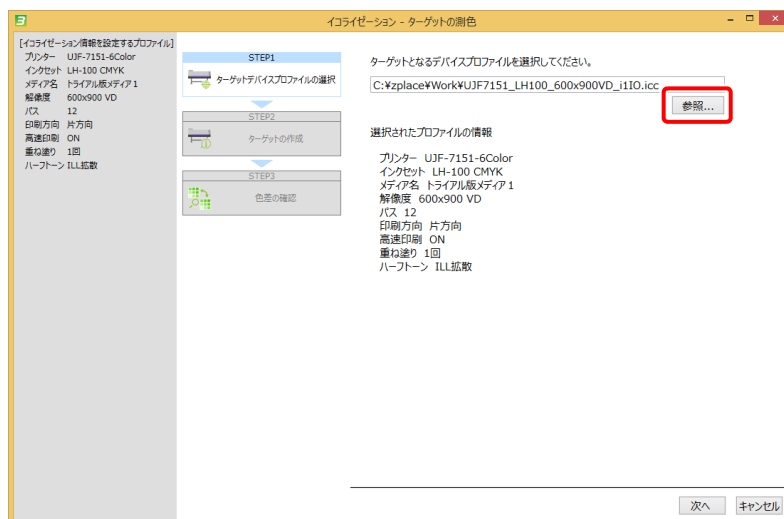 イコライゼーション - ターゲットの測色
[イコライゼーション情報を設定するプロファイル]
プリンター UJF-7151-6Color
インクセット LH-100 CMYK
メディア名 トライアル版メディア1
解像度 600x900 VD
パス 12
印刷方向 片方向
高速印刷 ON
重ね塗り 1回
ハーフトーン ILL拡散
STEP1
ターゲットデバイスプロファイルの選択
STEP2
ターゲットの作成
STEP3
色差の確認
ターゲットとなるデバイスプロファイルを選択してください。
C:¥zplace¥Work¥UJF7151_LH100_600x900VD_i1IO.icc
参照...
選択されたプロファイルの情報
プリンター UJF-7151-6Color
インクセット LH-100 CMYK
メディア名 トライアル版メディア1
解像度 600x900 VD
パス 12
印刷方向 片方向
高速印刷 ON
重ね塗り 1回
ハーフトーン ILL拡散
次へ
キャンセル